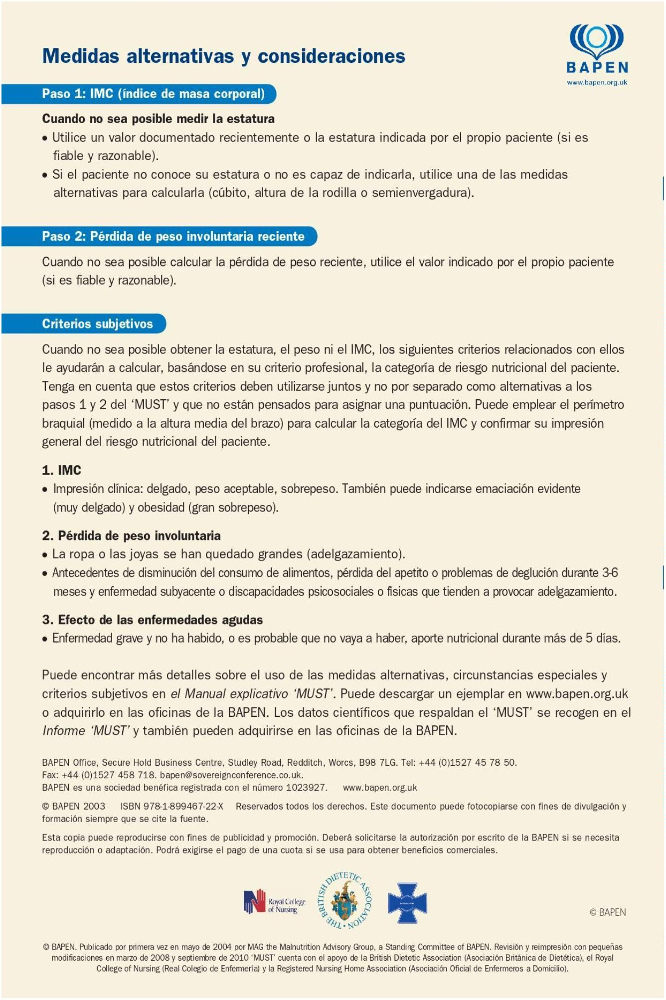 BAPEN
www.bapen.org.uk
Medidas alternativas y consideraciones
Paso 1: IMC (índice de masa corporal)
Cuando no sea posible medir la estatura
• Utilice un valor documentado recientemente o la estatura indicada por el propio paciente (si es
fiable y razonable).
• Si el paciente no conoce su estatura o no es capaz de indicarla, utilice una de las medidas
alternativas para calcularla (cúbito, altura de la rodilla o semienvergadura).
Paso 2: Pérdida de peso involuntaria reciente
Cuando no sea posible calcular la pérdida de peso reciente, utilice el valor indicado por el propio paciente
(si es fiable y razonable).
Criterios subjetivos
Cuando no sea posible obtener la estatura, el peso ni el IMC, los siguientes criterios relacionados con ellos
le ayudarán a calcular, basándose en su criterio profesional, la categoría de riesgo nutricional del paciente.
Tenga en cuenta que estos criterios deben utilizarse juntos y no por separado como alternativas a los
pasos 1 y 2 del ‘MUST’ y que no están pensados para asignar una puntuación. Puede emplear el perímetro
braquial (medido a la altura media del brazo) para calcular la categoría del IMC y confirmar su impresión
general del riesgo nutricional del paciente.
1. IMC
• Impresión clínica: delgado, peso aceptable, sobrepeso. También puede indicarse emaciación evidente
(muy delgado) y obesidad (gran sobrepeso).
2. Pérdida de peso involuntaria
• La ropa o las joyas se han quedado grandes (adelgazamiento).
• Antecedentes de disminución del consumo de alimentos, pérdida del apetito o problemas de deglución durante 3-6
meses y enfermedad subyacente o discapacidades psicosociales o físicas que tienden a provocar adelgazamiento.
3. Efecto de las enfermedades agudas
• Enfermedad grave y no ha habido, o es probable que no vaya a haber, aporte nutricional durante más de 5 días.
Puede encontrar más detalles sobre el uso de las medidas alternativas, circunstancias especiales y
criterios subjetivos en el Manual explicativo ‘MUST’. Puede descargar un ejemplar en www.bapen.org.uk
o adquirirlo en las oficinas de la BAPEN. Los datos científicos que respaldan el ‘MUST’ se recogen en el
Informe ‘MUST’ y también pueden adquirirse en las oficinas de la BAPEN.
BAPEN Office, Secure Hold Business Centre, Studley Road, Redditch, Worcs, B98 7LG. Tel: +44 (0)1527 45 78 50.
Fax: +44 (0)1527 458 718. bapen@sovereignconference.co.uk.
BAPEN es una sociedad benéfica registrada con el número 1023927. www.bapen.org.uk
© BAPEN 2003 ISBN 978-1-899467-22-X Reservados todos los derechos. Este documento puede fotocopiarse con fines de divulgación y
formación siempre que se cite la fuente.
Esta copia puede reproducirse con fines de publicidad y promoción. Deberá solicitarse la autorización por escrito de la BAPEN si se necesita
reproducción o adaptación. Podrá exigirse el pago de una cuota si se usa para obtener beneficios comerciales.
Royal College
of Nursing
THE BRITISH DIETETIC ASSOCIATION
© BAPEN
© BAPEN. Publicado por primera vez en mayo de 2004 por MAG the Malnutrition Advisory Group, a Standing Committee of BAPEN. Revisión y reimpresión con pequeñas
modificaciones en marzo de 2008 y septiembre de 2010 ‘MUST’ cuenta con el apoyo de la British Dietetic Association (Asociación Británica de Dietética), el Royal
College of Nursing (Real Colegio de Enfermería) y la Registered Nursing Home Association (Asociación Oficial de Enfermeros a Domicilio).